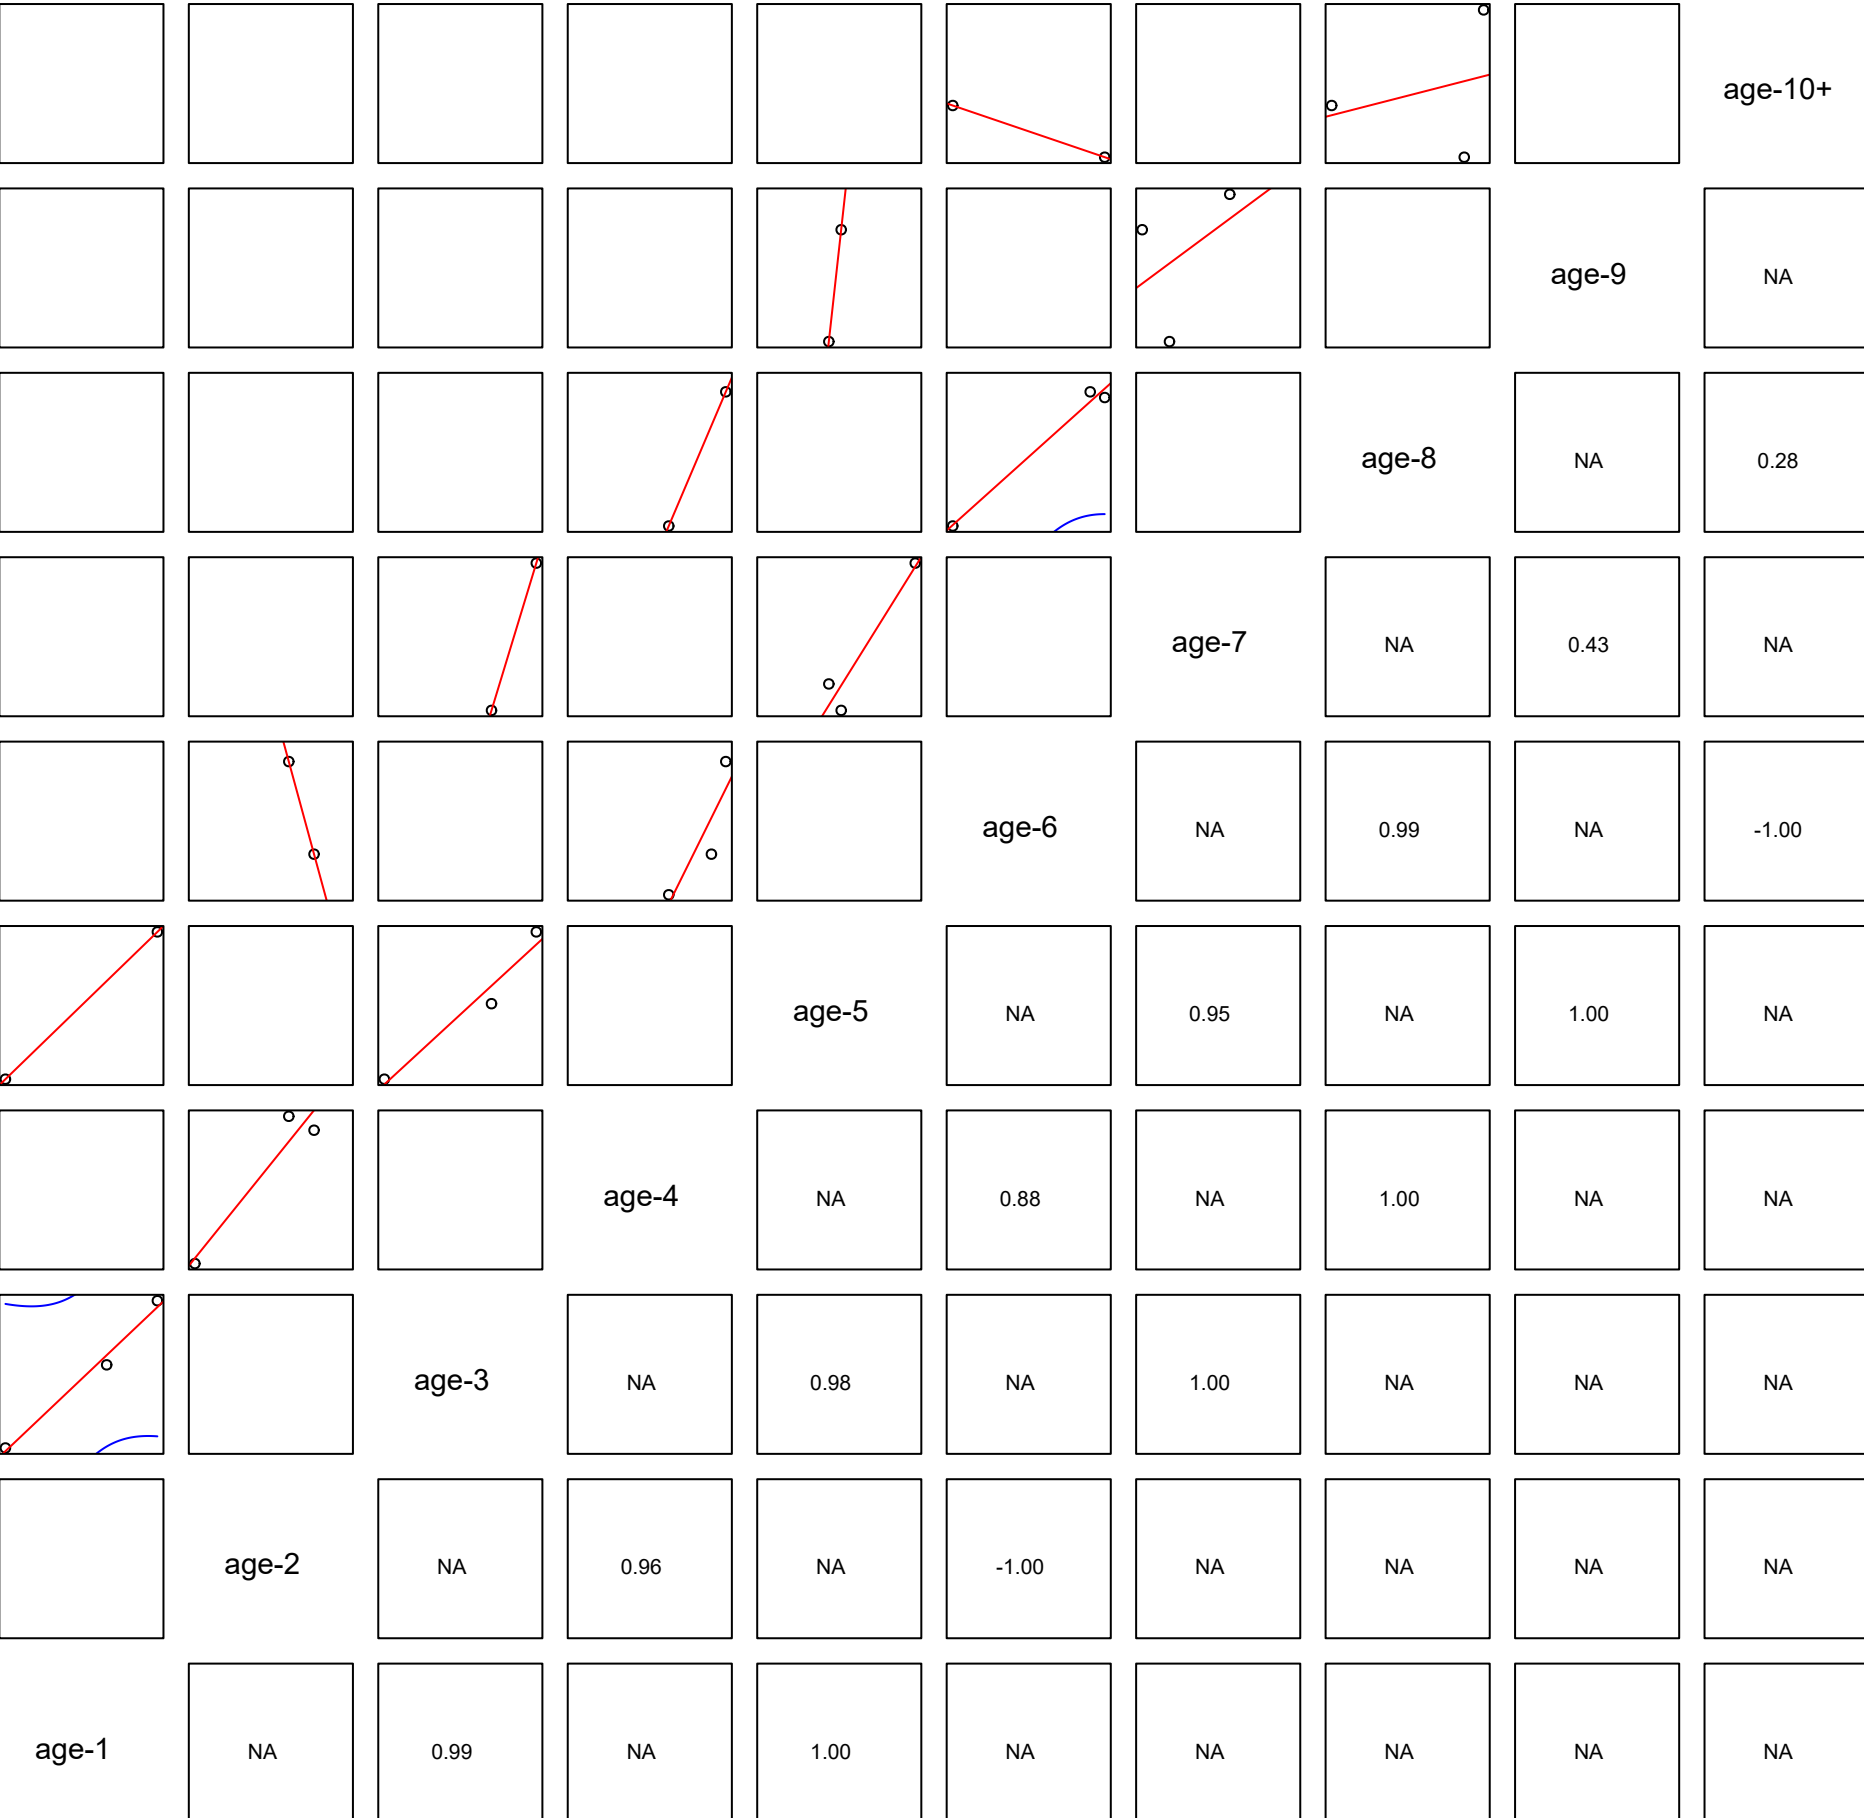 age-10+
age-9 NA
age-8 NA 0.28
age-7 NA 0.43 NA
age-6 NA 0.99 NA -1.00
age-5 NA 0.95 NA 1.00 NA
age-4 NA 0.88 NA 1.00 NA NA
age-3 NA 0.98 NA 1.00 NA NA NA
age-2 NA 0.96 NA -1.00 NA NA NA NA
age-1 NA 0.99 NA 1.00 NA NA NA NA NA